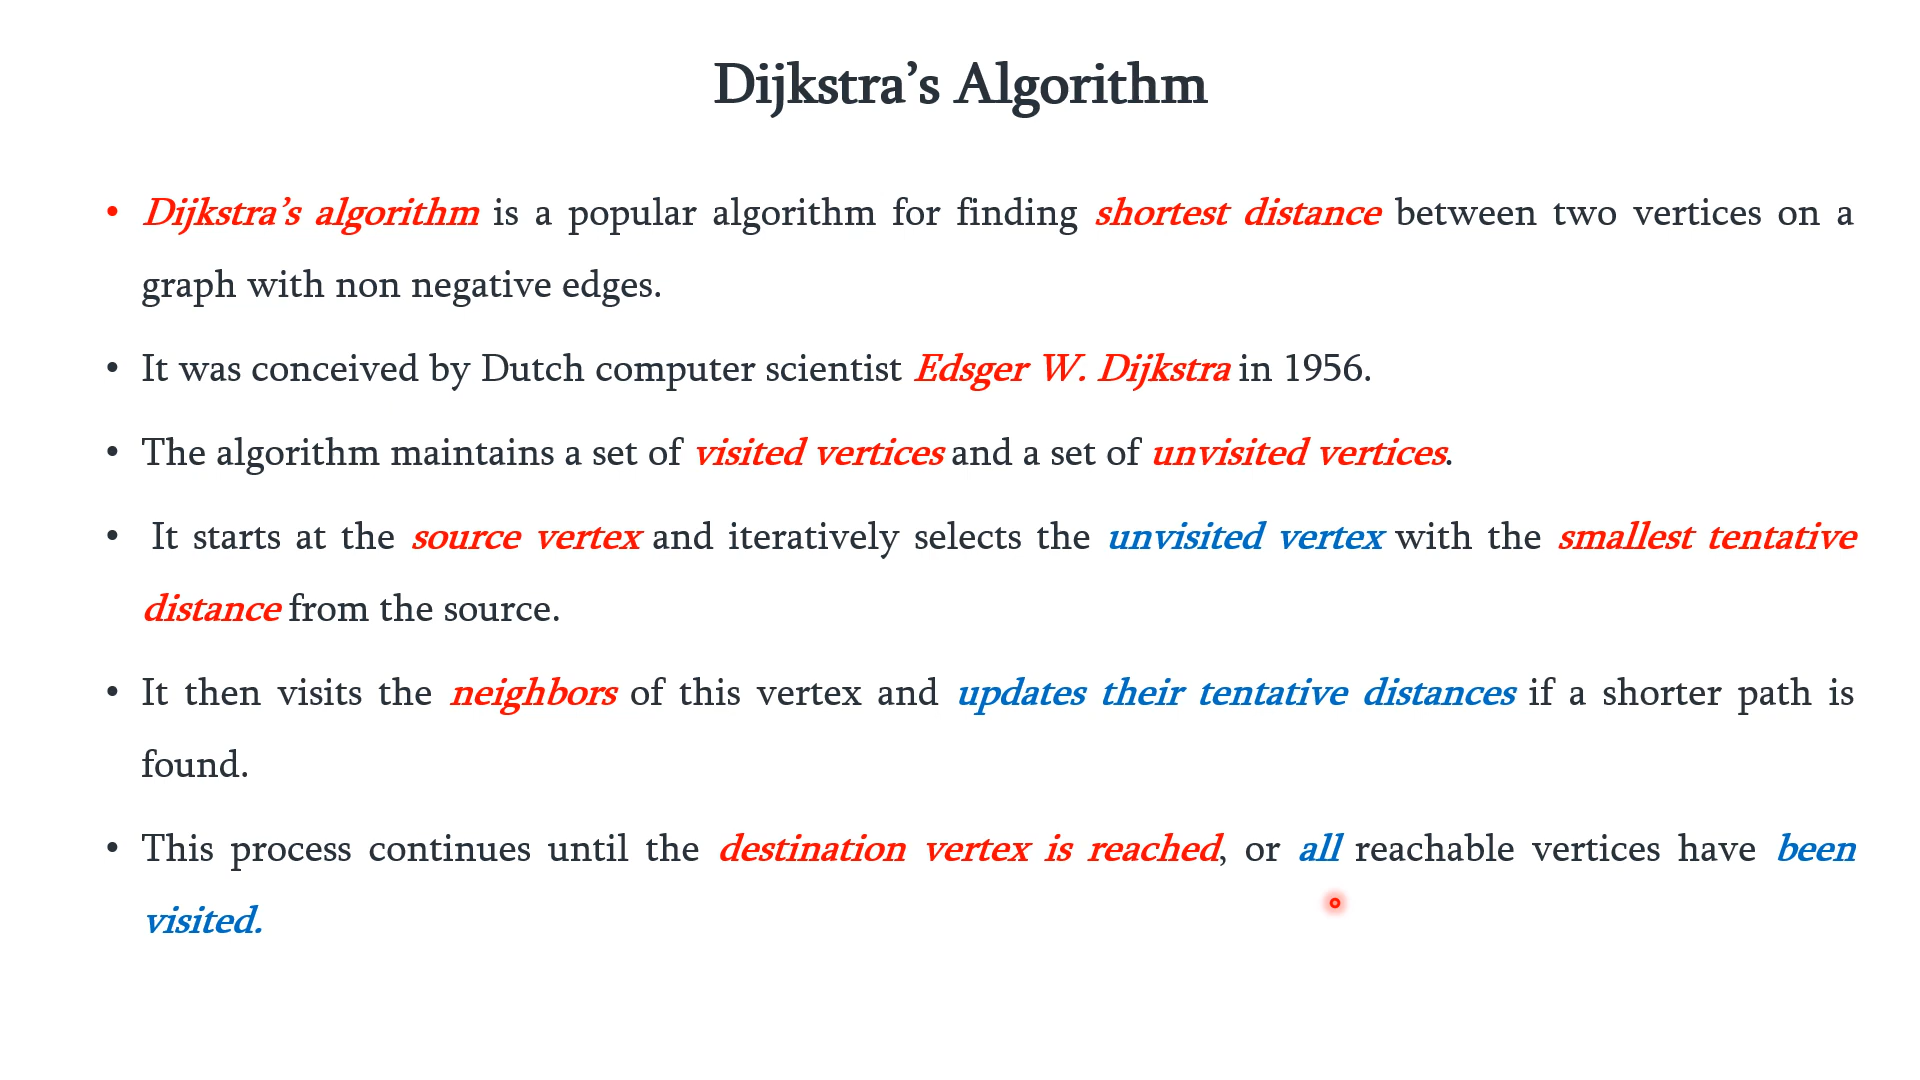 Dijkstra’s Algorithm
• Dijkstra’s algorithm is a popular algorithm for finding shortest distance between two vertices on a
graph with non negative edges.
• It was conceived by Dutch computer scientist Edsger W. Dijkstra in 1956.
• The algorithm maintains a set of visited vertices and a set of unvisited vertices.
• It starts at the source vertex and iteratively selects the unvisited vertex with the smallest tentative
distance from the source.
• It then visits the neighbors of this vertex and updates their tentative distances if a shorter path is
found.
• This process continues until the destination vertex is reached, or all reachable vertices have been
visited.